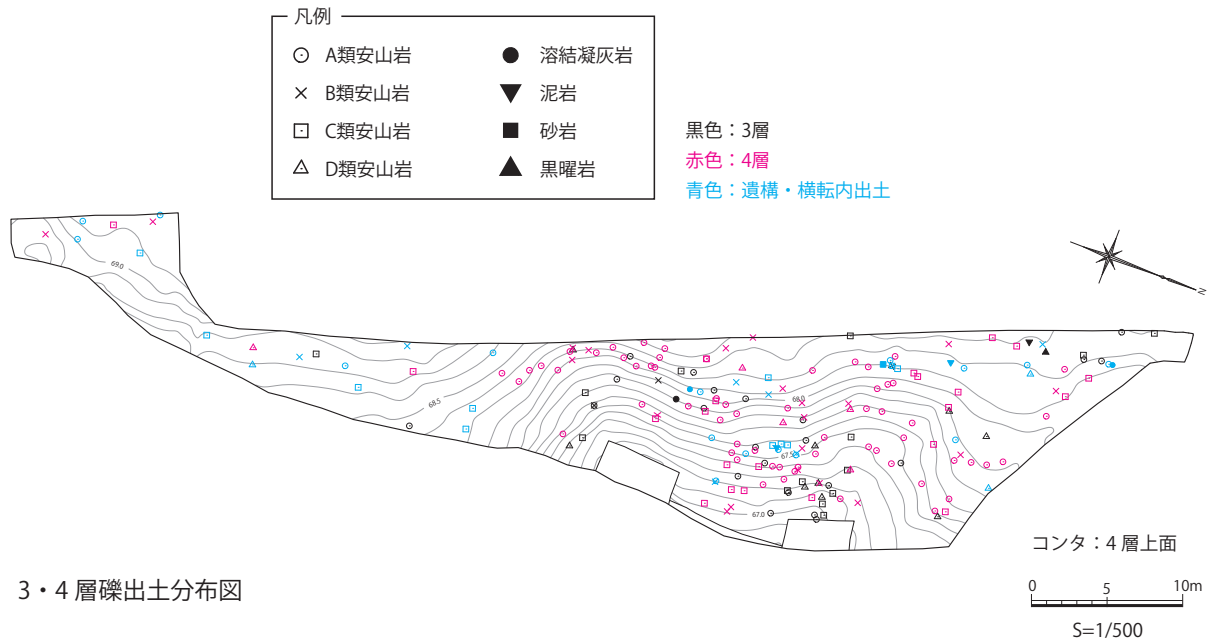 凡例
A類安山岩
B類安山岩
C類安山岩
D類安山岩
溶結凝灰岩
泥岩
砂岩
黒曜岩
黒色：3層
赤色：4層
青色：遺構・横転内出土
N
69.0
68.5
68.0
67.5
67.0
コンタ：4層上面
0 5 10m
S=1/500
3・4層礫出土分布図